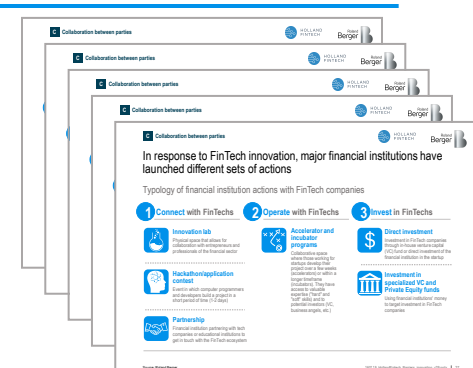 C Collaboration between parties
HOLLAND FINTECH
Roland Berger
C Collaboration between parties
HOLLAND FINTECH
Roland Berger
C Collaboration between parties
HOLLAND FINTECH
Roland Berger
C Collaboration between parties
HOLLAND FINTECH
Roland Berger
C Collaboration between parties
HOLLAND FINTECH
Roland Berger
In response to FinTech innovation, major financial institutions have
launched different sets of actions
Typology of financial institution actions with FinTech companies
1 Connect with FinTechs
Innovation lab
Physical space that allows for
collaboration with entrepreneurs and
professionals of the financial sector
Hackathon/application
contest
Event in which computer programmers
and developers build a project in a
short period of time (1-2 days)
Partnership
Financial institution partnering with tech
companies or educational institutions to
get in touch with the FinTech ecosystem
2 Operate with FinTechs
Accelerator and
incubator
programs
Collaborative space
where those working for
startups develop their
project over a few weeks
(accelerators) or within a
longer timeframe
(incubators). They have
access to valuable
expertise ("hard" and
"soft" skills) and to
potential investors (VC,
business angels, etc.)
3 Invest in FinTechs
$
Direct investment
Investment in FinTech companies
through in-house venture capital
(VC) fund or direct investment of the
financial institution in the startup
Investment in
specialized VC and
Private Equity funds
Using financial institutions' money
to target investment in FinTech
companies